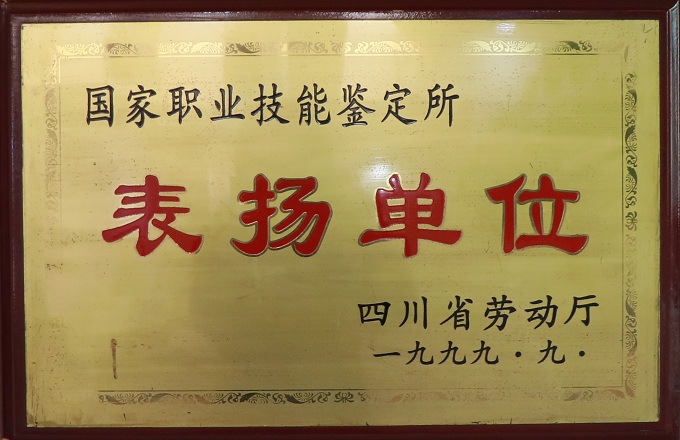 国家职业技能鉴定所
表扬单位
四川省劳动厅
一九九九·九·